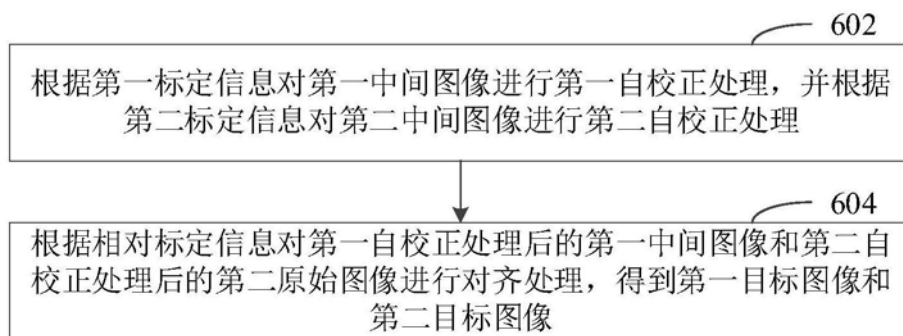 602
根据第一标定信息对第一中间图像进行第一自校正处理，并根据
第二标定信息对第二中间图像进行第二自校正处理
604
根据相对标定信息对第一自校正处理后的第一中间图像和第二自
校正处理后的第二原始图像进行对齐处理，得到第一目标图像和
第二目标图像